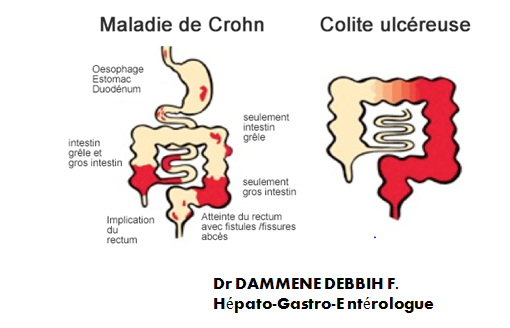 Maladie de Crohn
Colite ulcéreuse
Oesophage
Estomac
Duodénum
seulement
intestin
grêle
intestin
grêle et
gros intestin
seulement
gros intestin
Implication
du
rectum
Atteinte du rectum
avec fistules /fissures
abcès
Dr DAMMENE DEBBIH F.
Hépato-Gastro-Entérologue